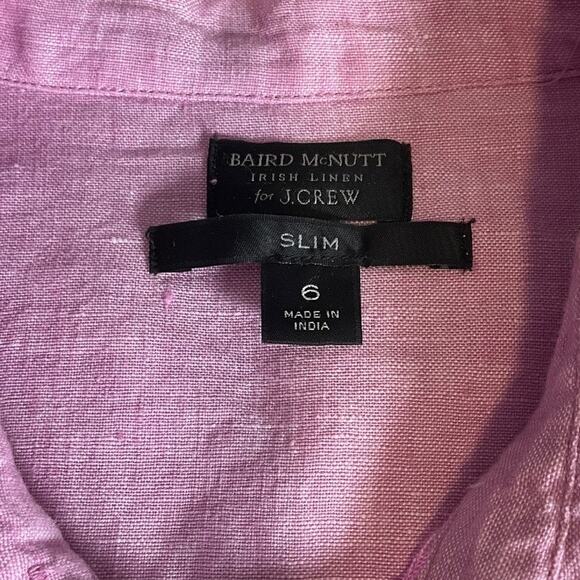 BAIRD McNUTT
IRISH LINEN
for J.CREW
SLIM
6
MADE IN
INDIA